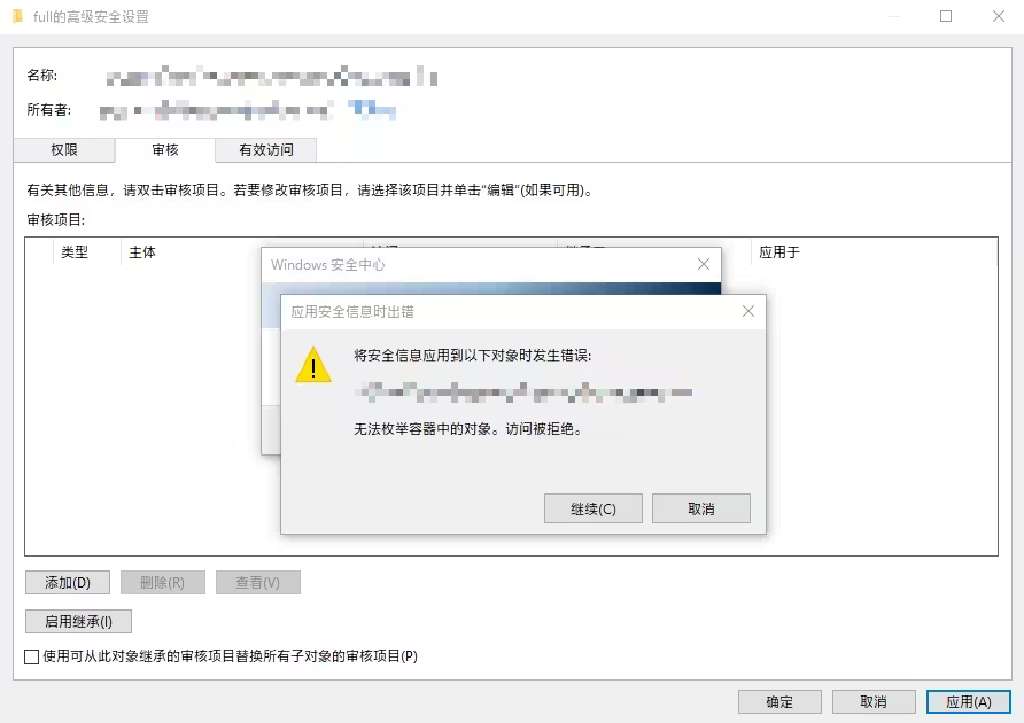 full的高级安全设置
名称:
所有者:
权限
审核
有效访问
有关其他信息，请双击审核项目。若要修改审核项目，请选择该项目并单击"编辑"(如果可用)。
审核项目:
类型
主体
应用于
Windows 安全中心
应用安全信息时出错
将安全信息应用到以下对象时发生错误:
无法枚举容器中的对象。访问被拒绝。
继续(C)
取消
添加(D)
删除(R)
查看(V)
启用继承(I)
使用可从此对象继承的审核项目替换所有子对象的审核项目(P)
确定
取消
应用(A)